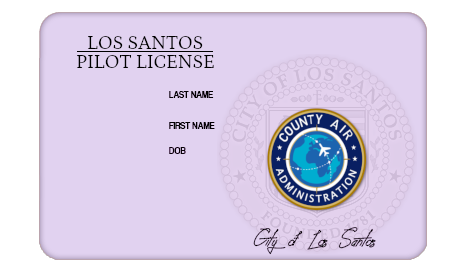 LOS SANTOS
PILOT LICENSE
LAST NAME
FIRST NAME
DOB
CITY OF LOS SANTOS
COUNTY AIR
ADMINISTRATION
City of Los Santos